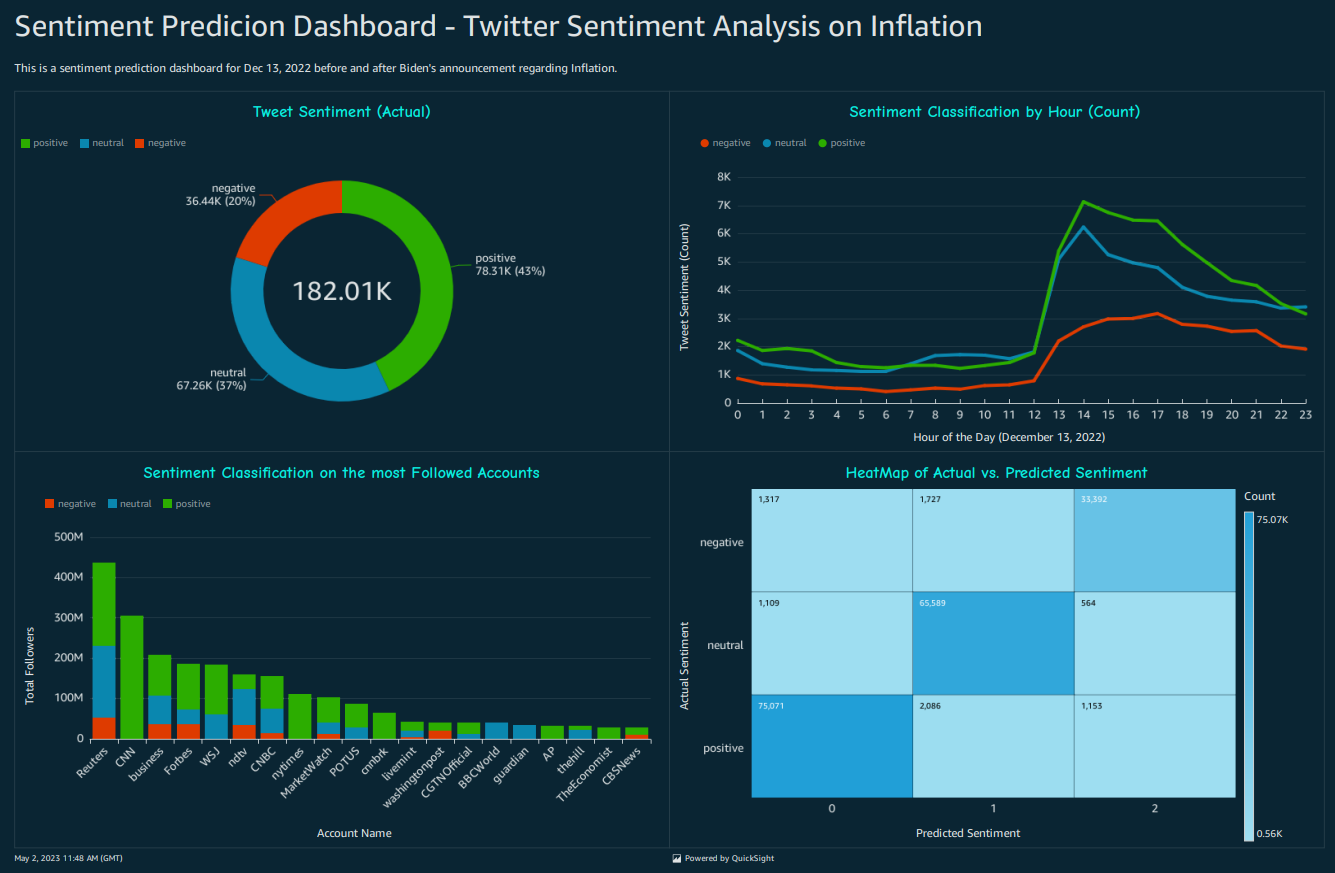 Sentiment Predicion Dashboard - Twitter Sentiment Analysis on Inflation
This is a sentiment prediction dashboard for Dec 13, 2022 before and after Biden's announcement regarding Inflation.
Tweet Sentiment (Actual)
positive neutral negative
negative
36.44K (20%)
positive
78.31K (43%)
182.01K
neutral
67.26K (37%)
Sentiment Classification by Hour (Count)
negative neutral positive
Tweet Sentiment (Count)
8K
7K
6K
5K
4K
3K
2K
1K
0
0 1 2 3 4 5 6 7 8 9 10 11 12 13 14 15 16 17 18 19 20 21 22 23
Hour of the Day (December 13, 2022)
Sentiment Classification on the most Followed Accounts
negative neutral positive
Total Followers
500M
400M
300M
200M
100M
0
Reuters CNN business Forbes WSJ ndtv CNBC nytimes MarketWatch POTUS cnnbrk livemint washingtonpost CGTNOfficial BBCWorld guardian AP thehill TheEconomist CBSNews
Account Name
HeatMap of Actual vs. Predicted Sentiment
Actual Sentiment
negative
1,317 1,727 33,392
neutral
1,109 65,589 564
positive
75,071 2,086 1,153
0 1 2
Predicted Sentiment
Count
75.07K
0.56K
May 2, 2023 11:48 AM (GMT)
Powered by QuickSight